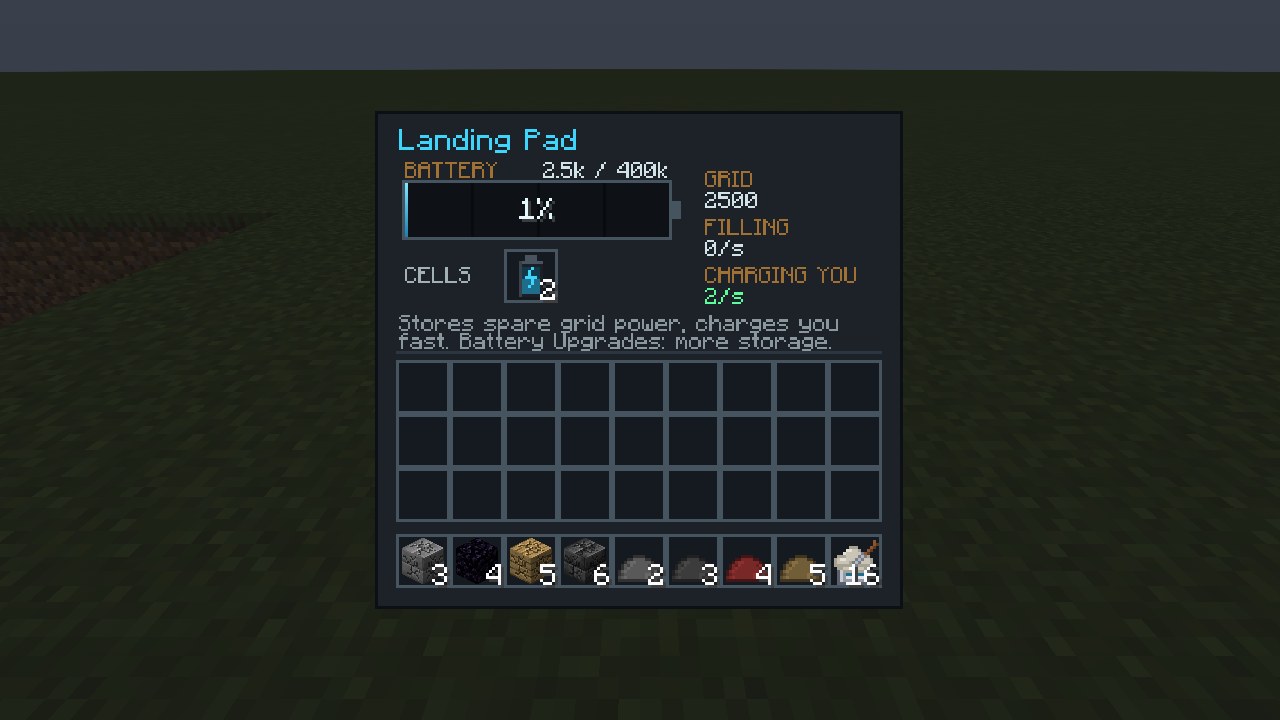 Landing Pad
BATTERY 2.5k / 400k
1%
GRID
2500
FILLING
0/s
CELLS
2
CHARGING YOU
2/s
Stores spare grid power, charges you
fast. Battery Upgrades: more storage.
3 4 5 6 2 3 4 5 16